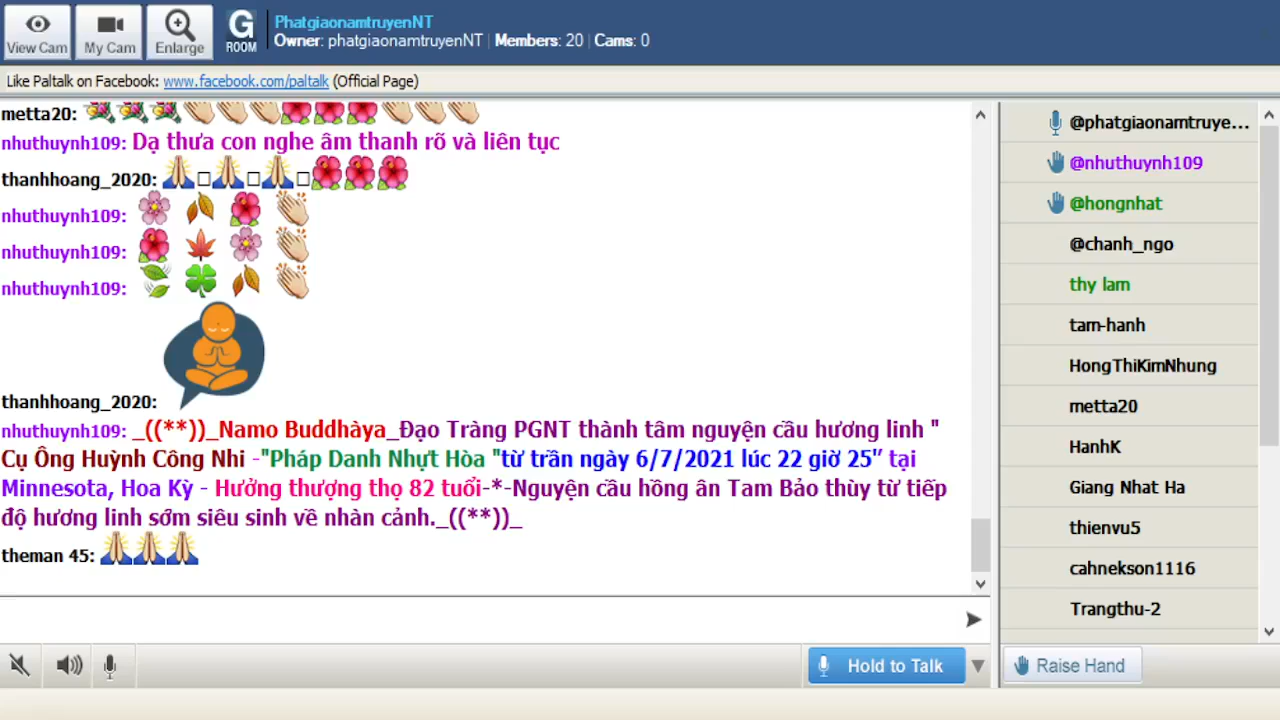 View Cam
My Cam
Enlarge
G
ROOM
PhatgiaonamtruyenNT
Owner: phatgiaonamtruyenNT | Members: 20 | Cams: 0
Like Paltalk on Facebook: www.facebook.com/paltalk (Official Page)
metta20:
nhuthuynh109: Dạ thưa con nghe âm thanh rõ và liên tục
thanhhoang_2020:
nhuthuynh109:
nhuthuynh109:
nhuthuynh109:
thanhhoang_2020:
nhuthuynh109: _((**))_Namo Buddhàya_Đạo Tràng PGNT thành tâm nguyện cầu hương linh "
Cụ Ông Huỳnh Công Nhi -"Pháp Danh Nhựt Hòa "từ trần ngày 6/7/2021 lúc 22 giờ 25'' tại
Minnesota, Hoa Kỳ - Hưởng thượng thọ 82 tuổi-*-Nguyện cầu hồng ân Tam Bảo thùy từ tiếp
độ hương linh sớm siêu sinh về nhàn cảnh._((**))_
theman 45:
Hold to Talk
@phatgiaonamtruye...
@nhuthuynh109
@hongnhat
@chanh_ngo
thy lam
tam-hanh
HongThiKimNhung
metta20
HanhK
Giang Nhat Ha
thienvu5
cahnekson1116
Trangthu-2
Raise Hand